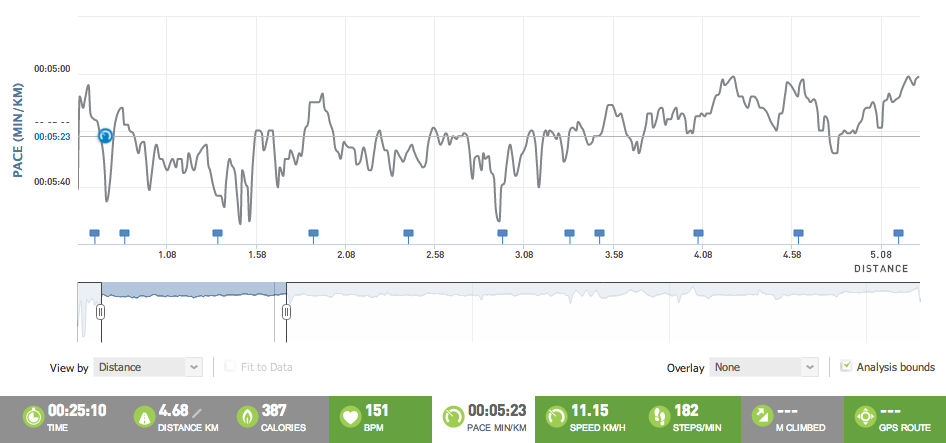 PACE (MIN/KM)
00:05:00
00:05:23
00:05:40
1.08 1.58 2.08 2.58 3.08 3.58 4.08 4.58 5.08
DISTANCE
View by Distance Fit to Data Overlay None Analysis bounds
00:25:10 4.68 387 151 00:05:23 11.15 182 --- ---
TIME DISTANCE KM CALORIES BPM PACE MIN/KM SPEED KM/H STEPS/MIN M CLIMBED GPS ROUTE